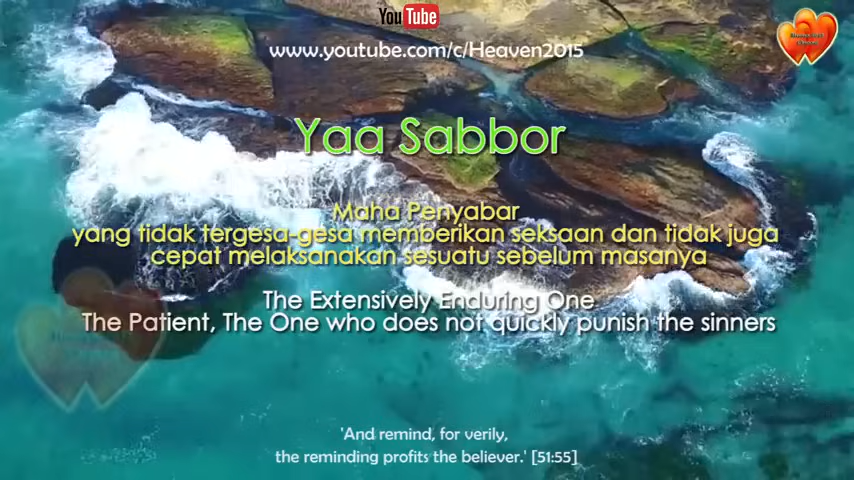 YouTube
www.youtube.com/c/Heaven2015
Yaa Sabbor
Maha Penyabar
yang tidak tergesa-gesa memberikan seksaan dan tidak juga
cepat melaksanakan sesuatu sebelum masanya
The Extensively Enduring One
The Patient, The One who does not quickly punish the sinners
'And remind, for verily,
the reminding profits the believer.' [51:55]